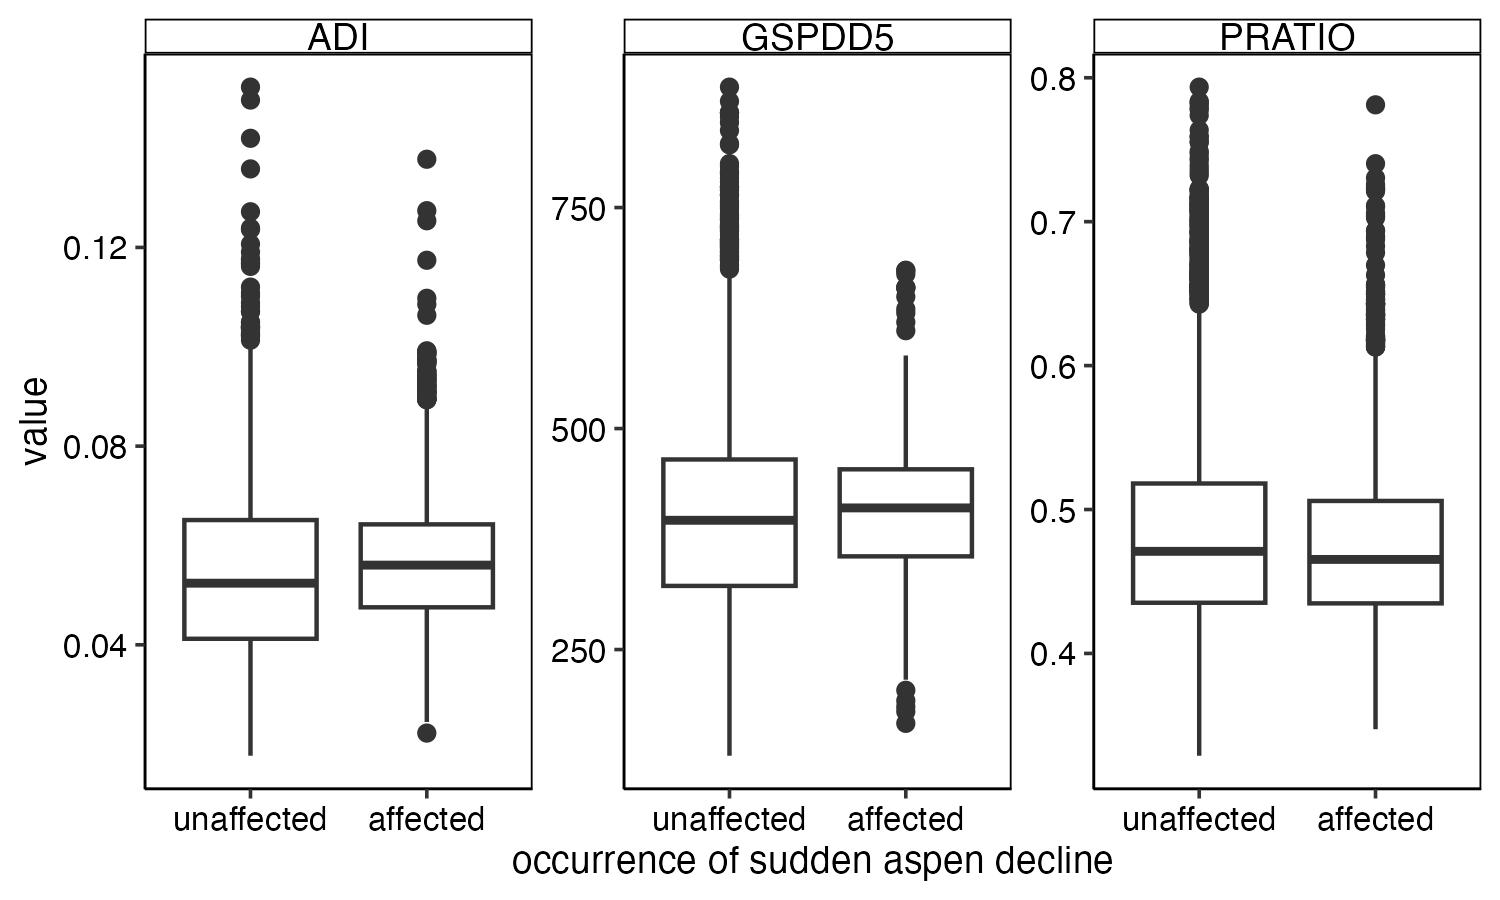 ADI GSPDD5 PRATIO
value
0.12
0.08
0.04
750
500
250
0.8
0.7
0.6
0.5
0.4
unaffected affected unaffected affected unaffected affected
occurrence of sudden aspen decline